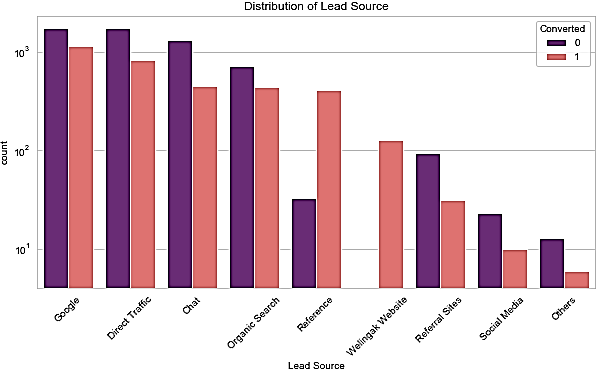 Distribution of Lead Source
Converted
0
1
10³
10²
10¹
count
Google
Direct Traffic
Chat
Organic Search
Reference
Welingak Website
Referral Sites
Social Media
Others
Lead Source